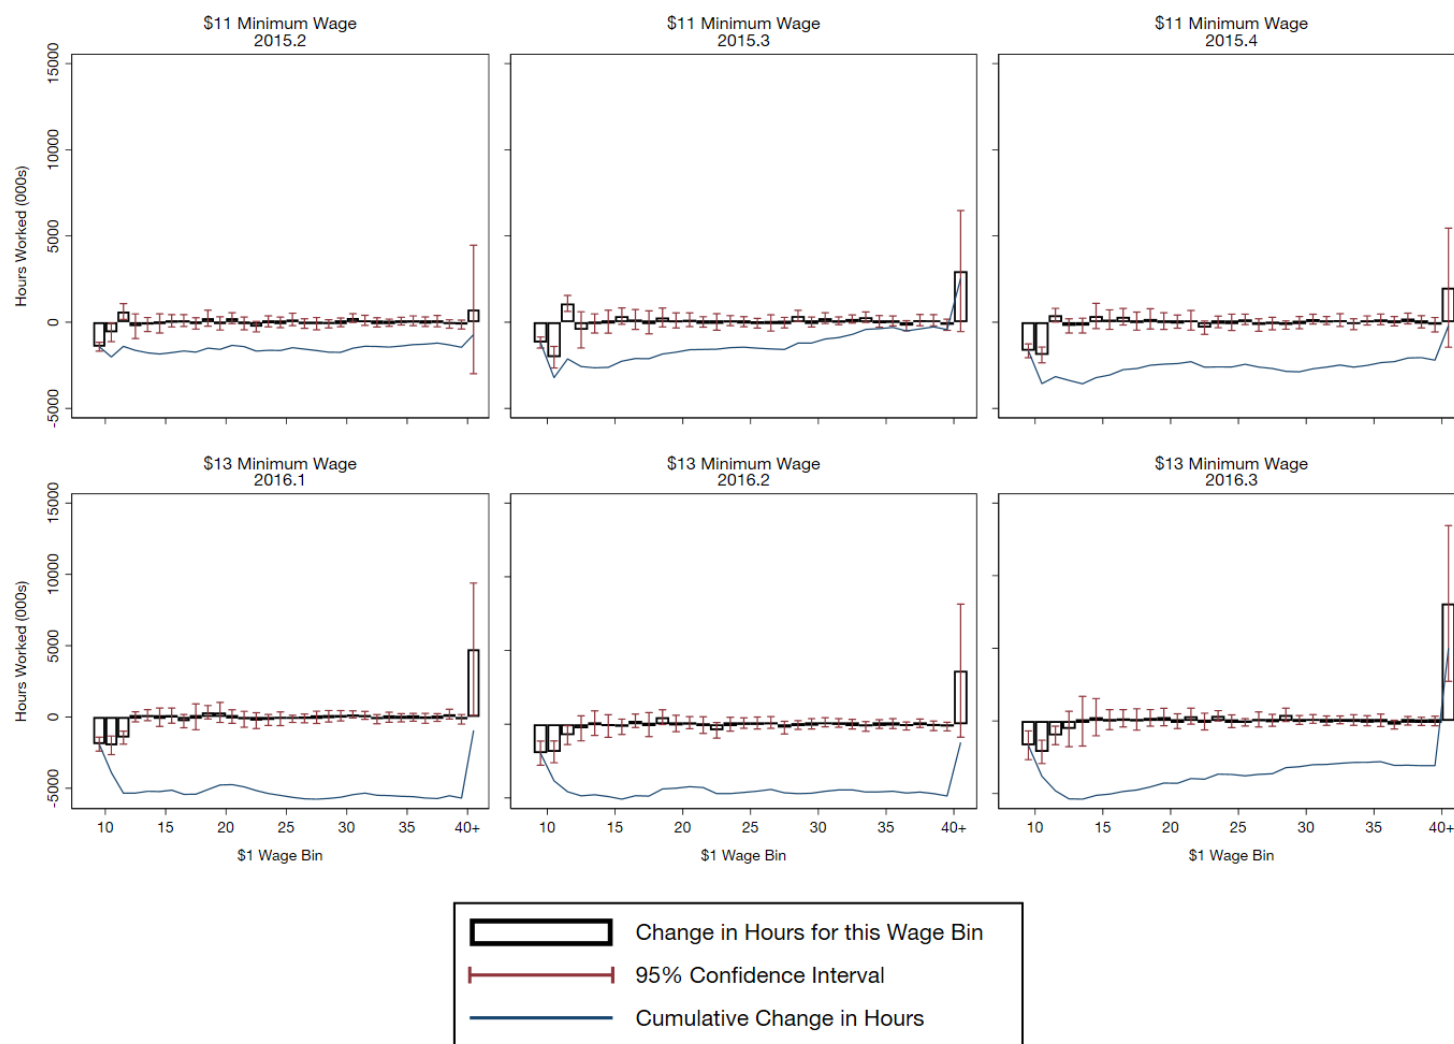 $11 Minimum Wage
2015.2
$11 Minimum Wage
2015.3
$11 Minimum Wage
2015.4
Hours Worked (000s)
15000
10000
5000
0
-5000
$13 Minimum Wage
2016.1
$13 Minimum Wage
2016.2
$13 Minimum Wage
2016.3
Hours Worked (000s)
15000
10000
5000
0
-5000
10 15 20 25 30 35 40+
10 15 20 25 30 35 40+
10 15 20 25 30 35 40+
$1 Wage Bin
$1 Wage Bin
$1 Wage Bin
Change in Hours for this Wage Bin
95% Confidence Interval
Cumulative Change in Hours